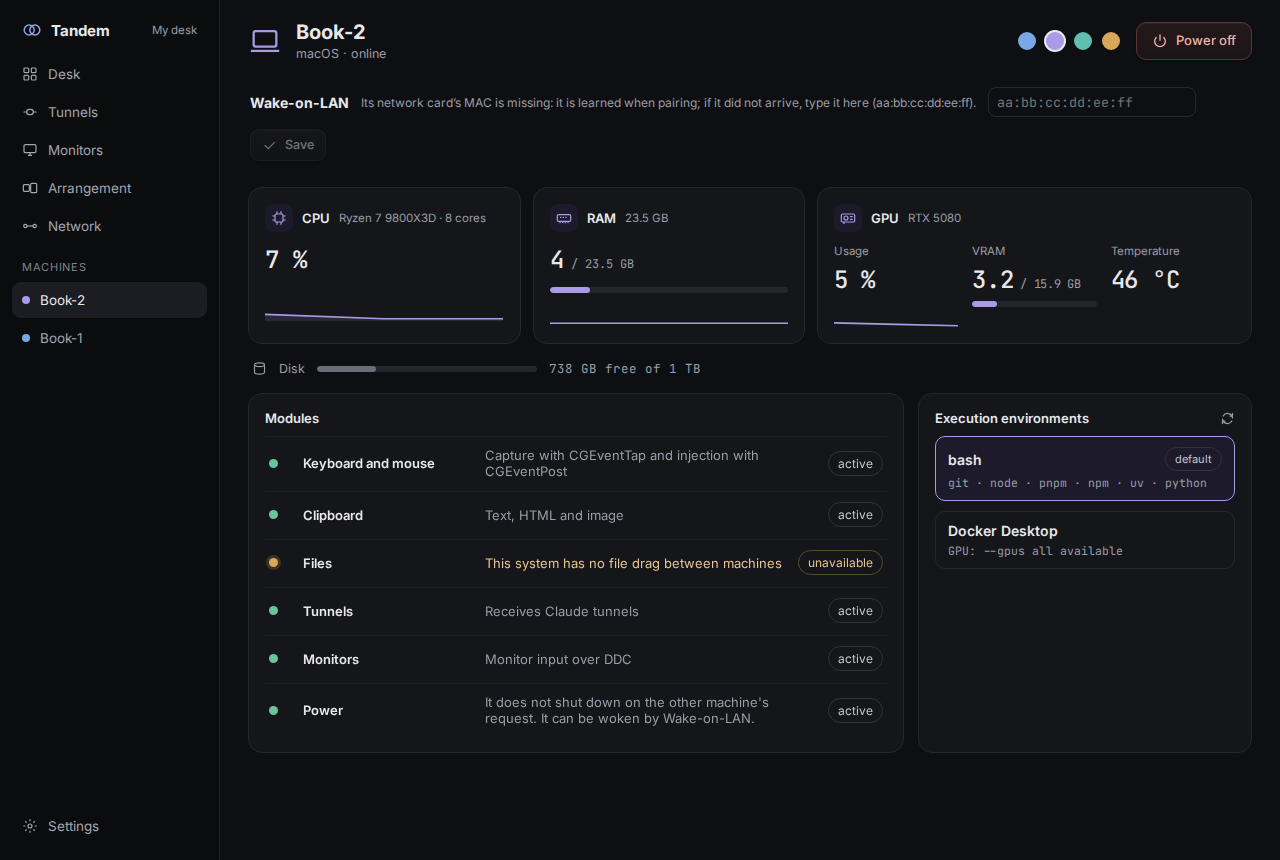 Tandem
My desk
Desk
Tunnels
Monitors
Arrangement
Network
MACHINES
Book-2
Book-1
Settings
Book-2
macOS · online
Power off
Wake-on-LAN Its network card's MAC is missing: it is learned when pairing; if it did not arrive, type it here (aa:bb:cc:dd:ee:ff). aa:bb:cc:dd:ee:ff
Save
CPU Ryzen 7 9800X3D · 8 cores
7 %
RAM 23.5 GB
4 / 23.5 GB
GPU RTX 5080
Usage
5 %
VRAM
3.2 / 15.9 GB
Temperature
46 °C
Disk 738 GB free of 1 TB
Modules
Keyboard and mouse
Capture with CGEventTap and injection with
CGEventPost
active
Clipboard Text, HTML and image active
Files This system has no file drag between machines unavailable
Tunnels Receives Claude tunnels active
Monitors Monitor input over DDC active
Power
It does not shut down on the other machine's
request. It can be woken by Wake-on-LAN.
active
Execution environments
bash default
git · node · pnpm · npm · uv · python
Docker Desktop
GPU: --gpus all available